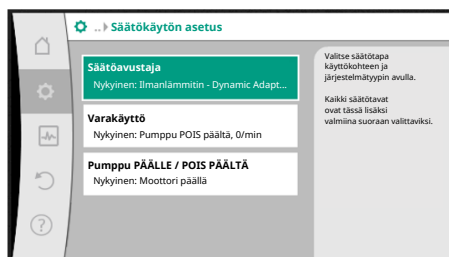 .. Säätökäytön asetus
Säätöavustaja
Nykyinen: Ilmanlämmitin - Dynamic Adapt...
Varakäyttö
Nykyinen: Pumppu POIS päältä, 0/min
Pumppu PÄÄLLE / POIS PÄÄLTÄ
Nykyinen: Moottori päällä
Valitse säätötapa
käyttökohteen ja
järjestelmätyypin avulla.
Kaikki säätötavat
ovat tässä lisäksi
valmiina suoraan valittaviksi.